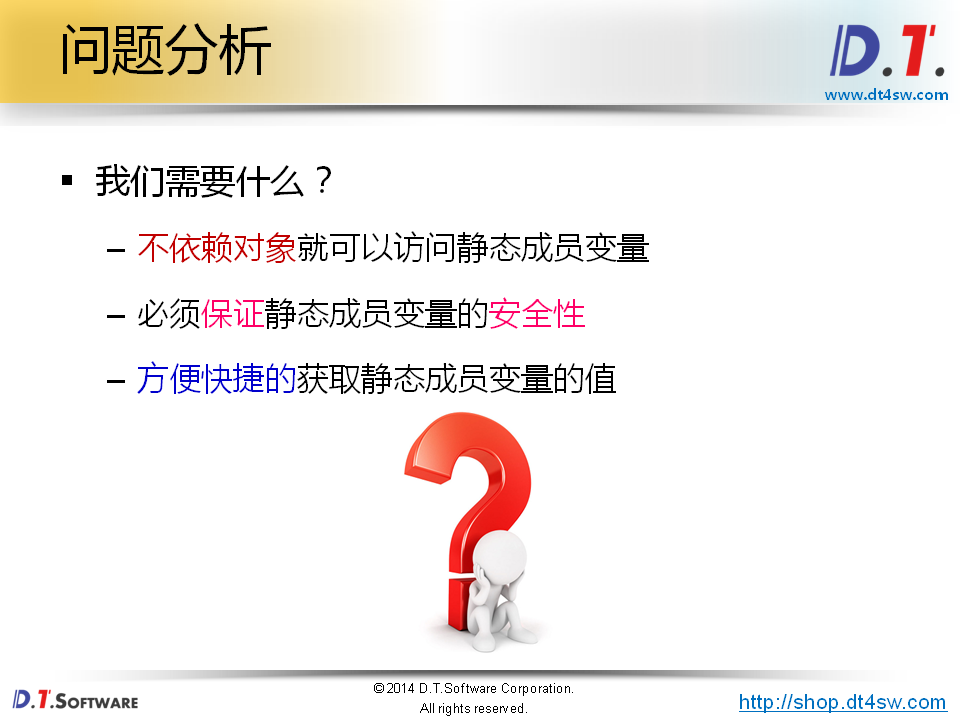 问题分析
D.T.
www.dt4sw.com
▪ 我们需要什么？
– 不依赖对象就可以访问静态成员变量
– 必须保证静态成员变量的安全性
– 方便快捷的获取静态成员变量的值
D.T.SOFTWARE
©2014 D.T.Software Corporation.
All rights reserved.
http://shop.dt4sw.com